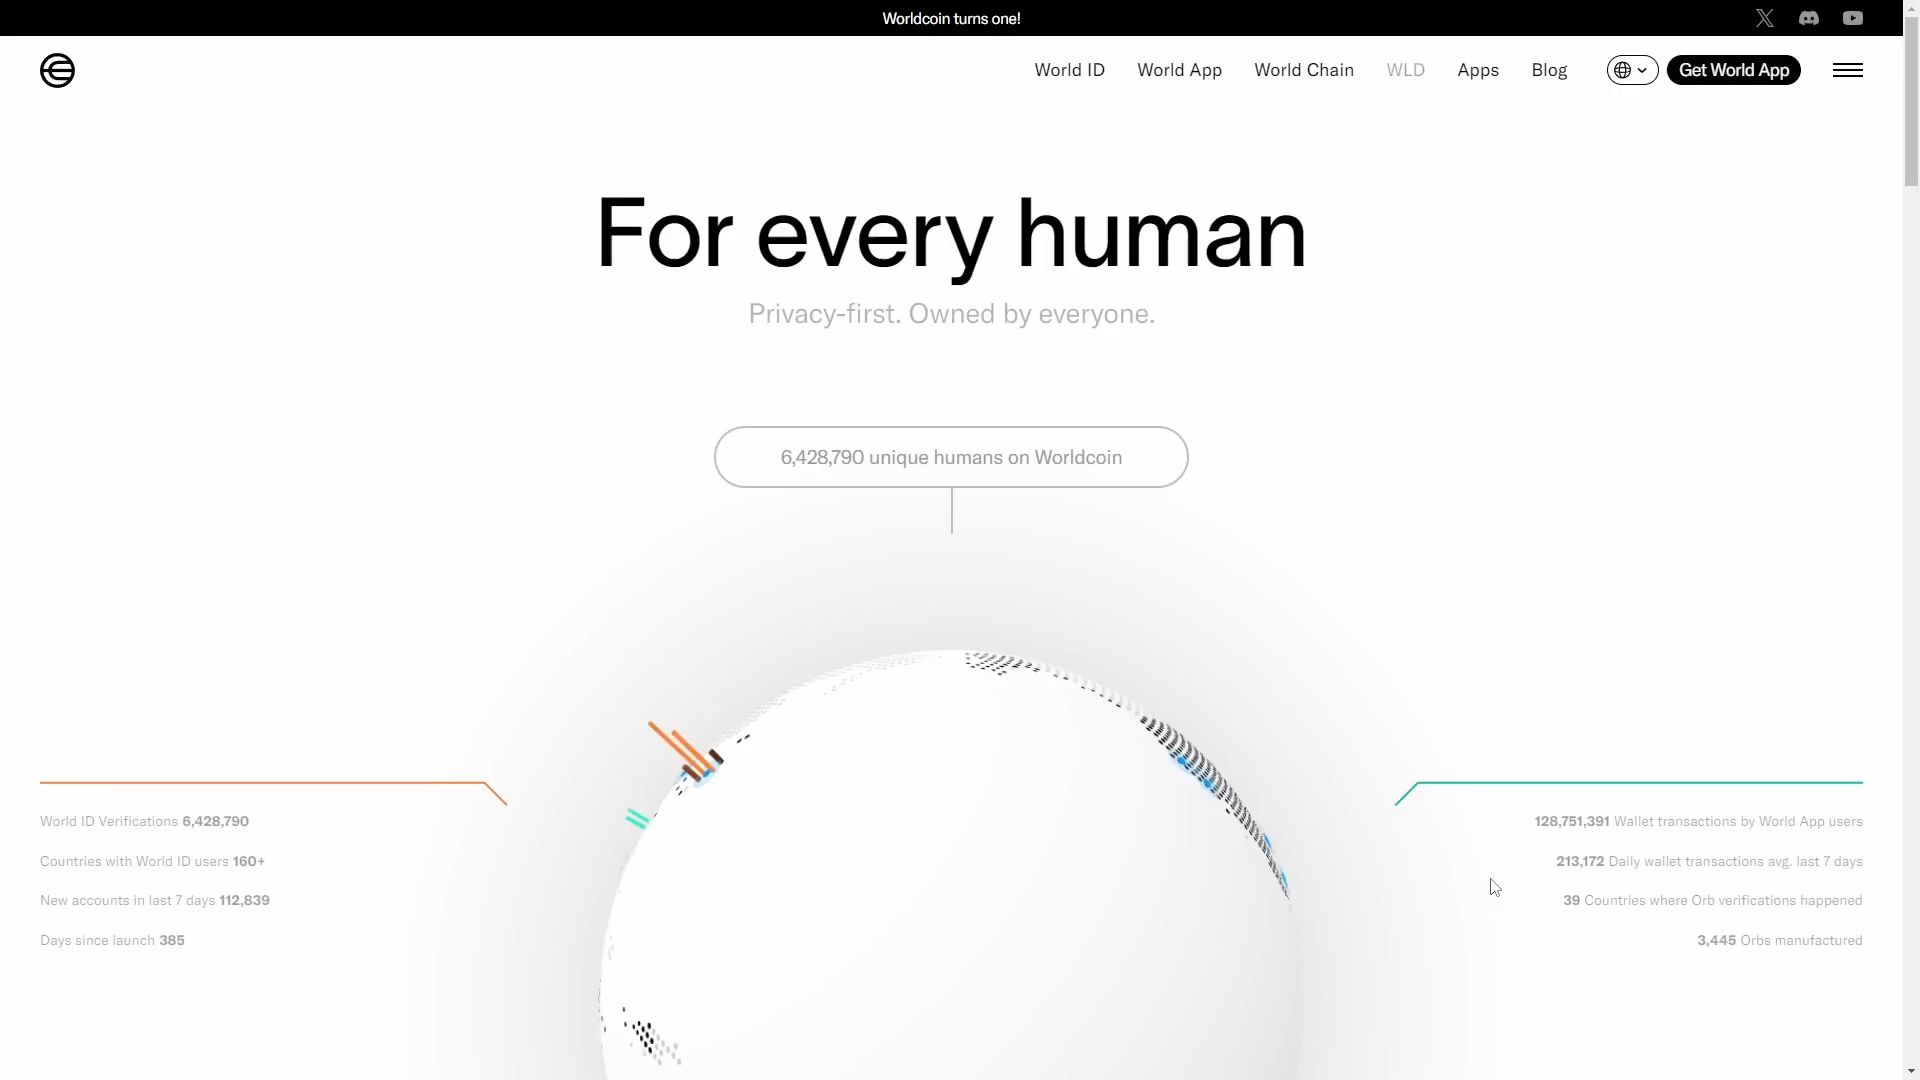 Worldcoin turns one!
World ID World App World Chain WLD Apps Blog Get World App
For every human
Privacy-first. Owned by everyone.
6,428,790 unique humans on Worldcoin
World ID Verifications 6,428,790
Countries with World ID users 160+
New accounts in last 7 days 112,839
Days since launch 385
128,751,391 Wallet transactions by World App users
213,172 Daily wallet transactions avg. last 7 days
39 Countries where Orb verifications happened
3,445 Orbs manufactured